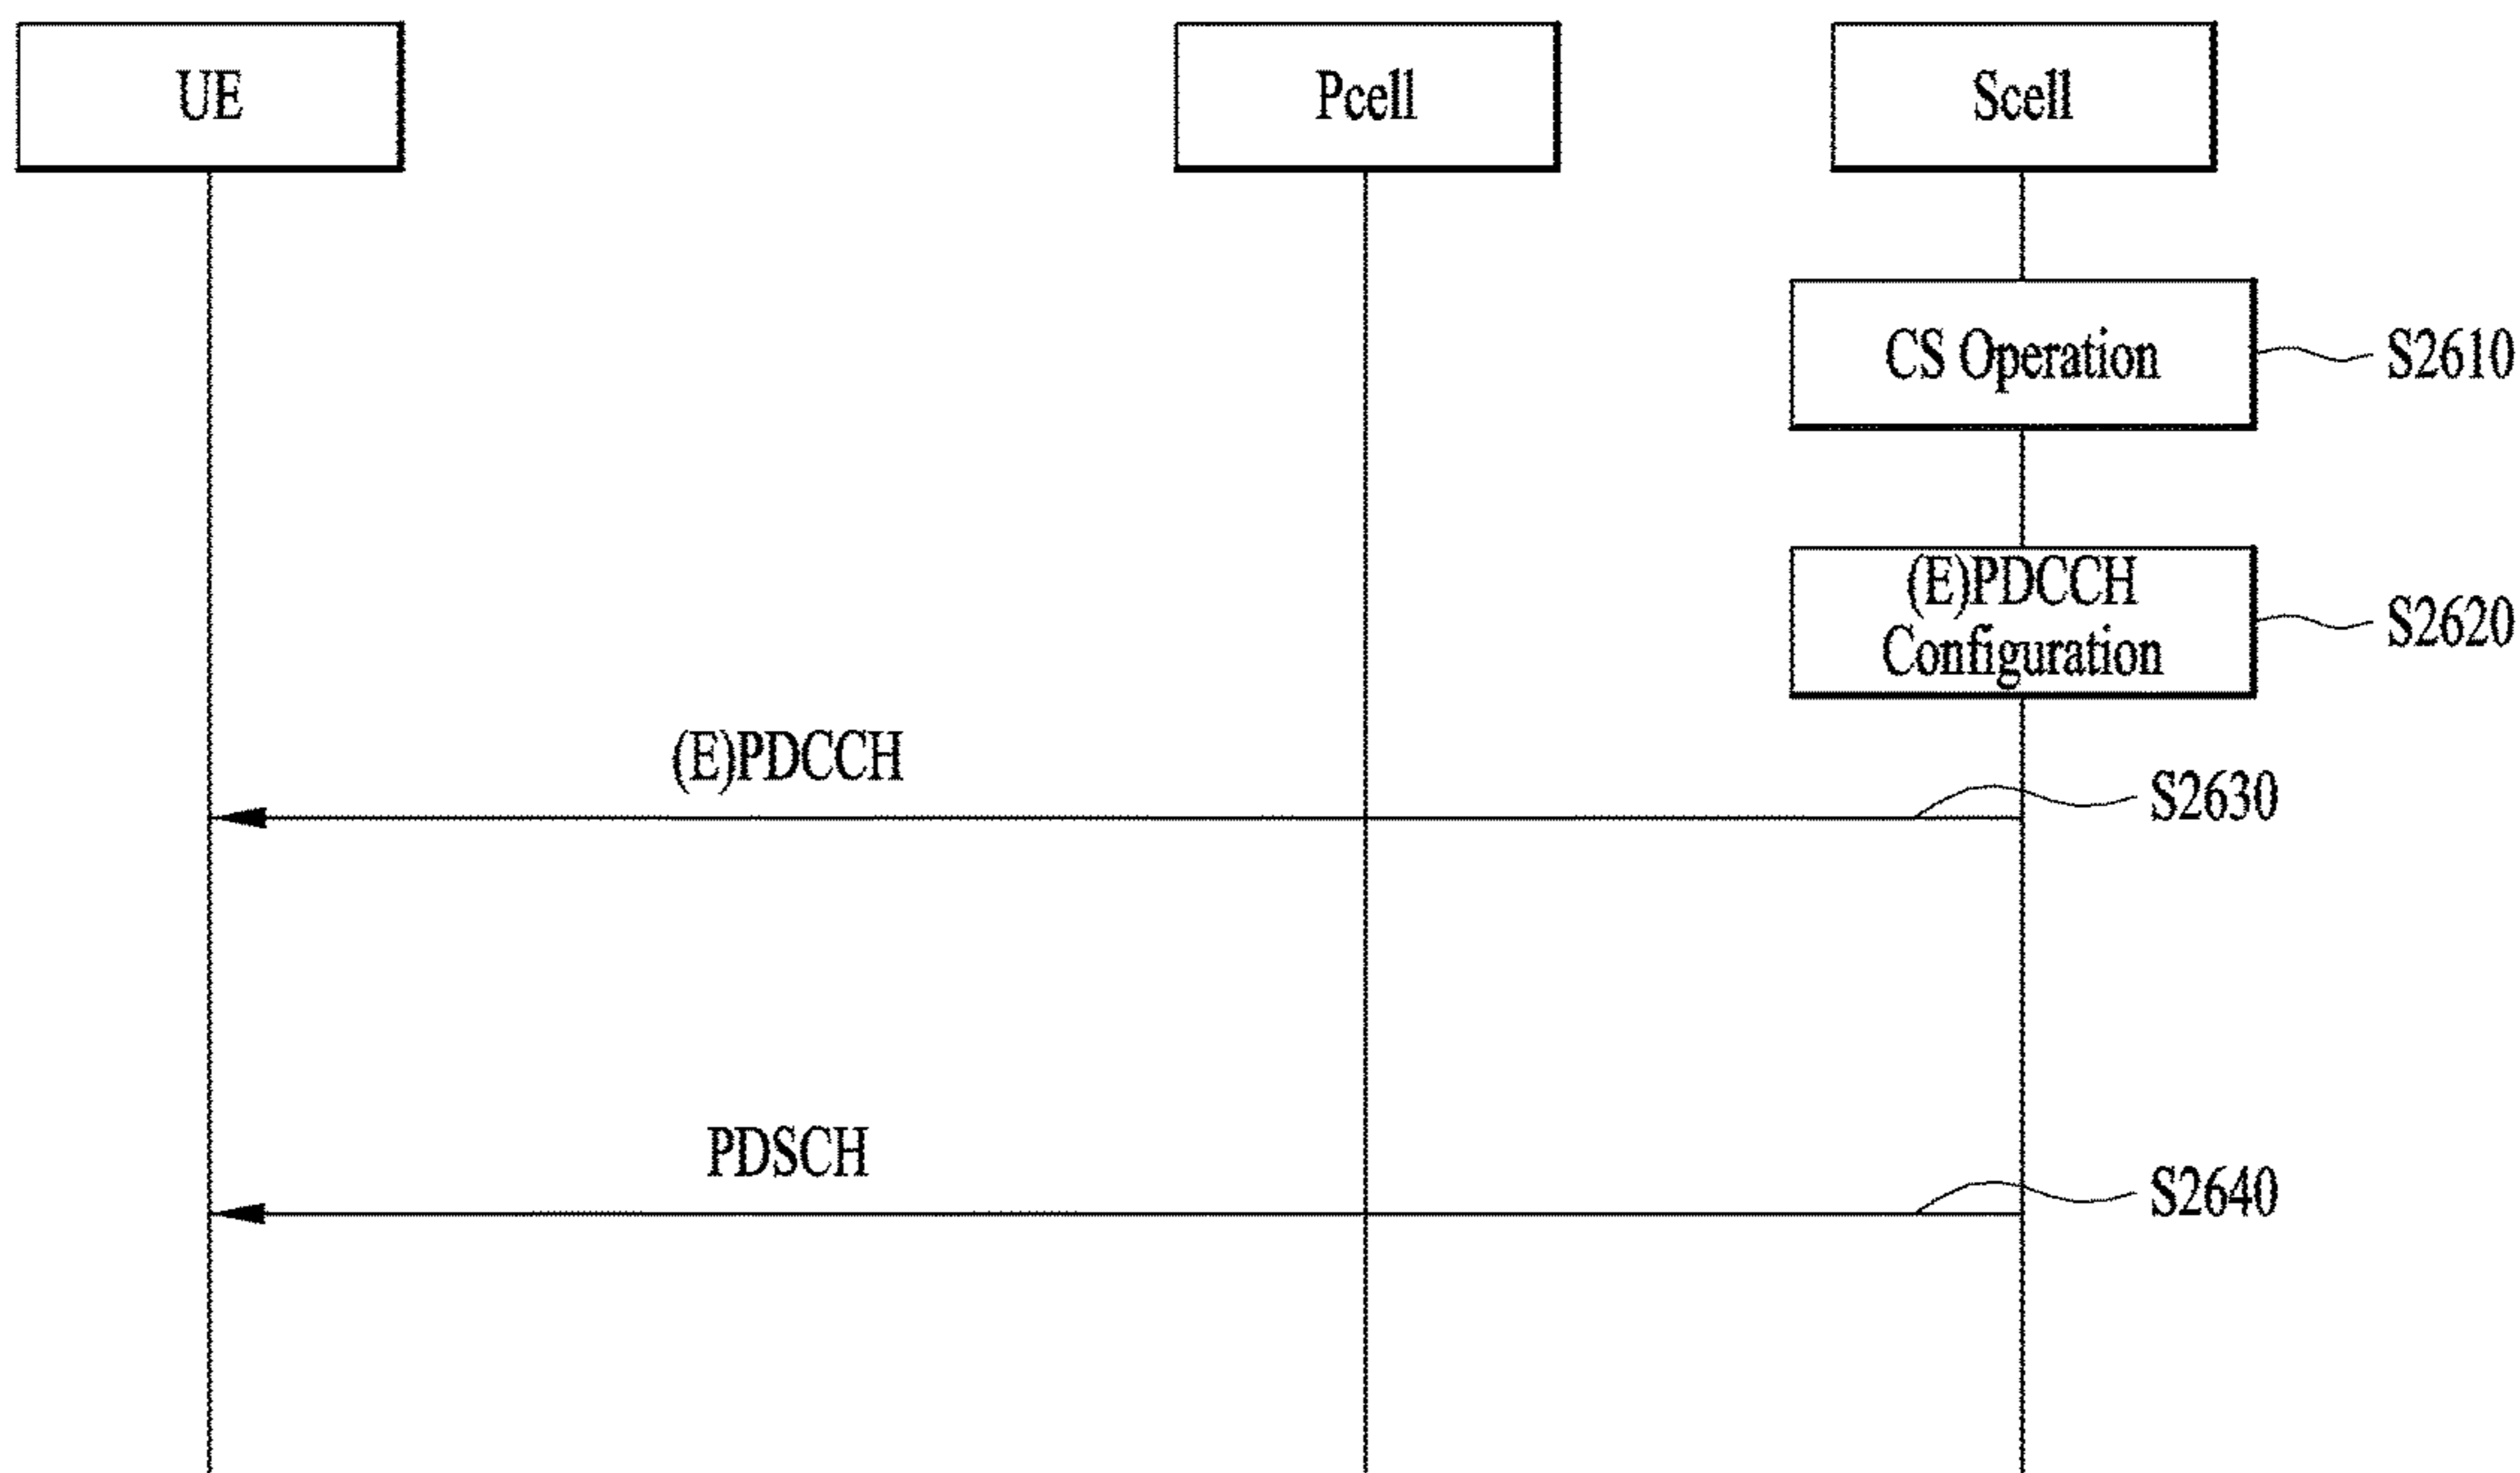 UE
Pcell
Scell
CS Operation
S2610
(E)PDCCH
Configuration
S2620
(E)PDCCH
S2630
PDSCH
S2640